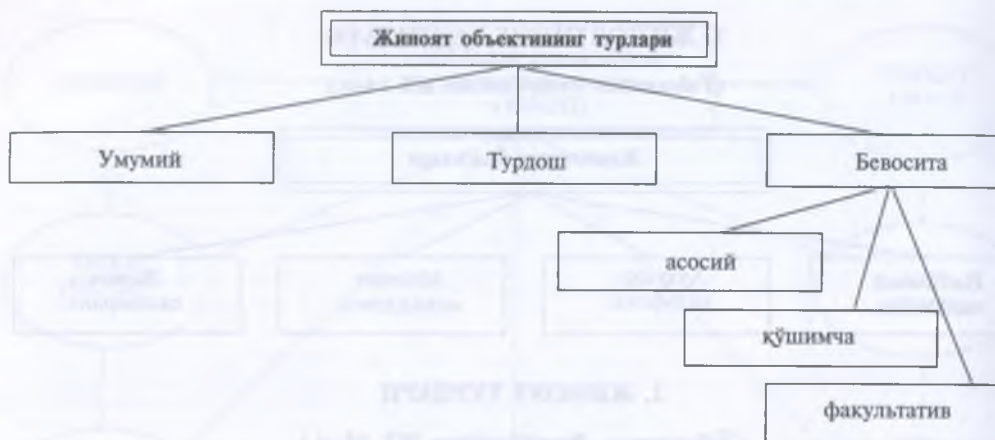 Жиноят объектининг турлари
Умумий
Турдош
Бевосита
асосий
қўшимча
факультатив